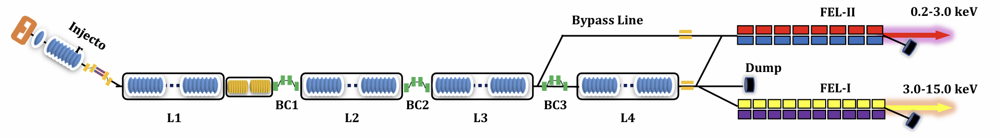 Injecto
r
L1
BC1
L2
BC2
L3
Bypass Line
BC3
L4
FEL-II
0.2-3.0 keV
Dump
FEL-I
3.0-15.0 keV